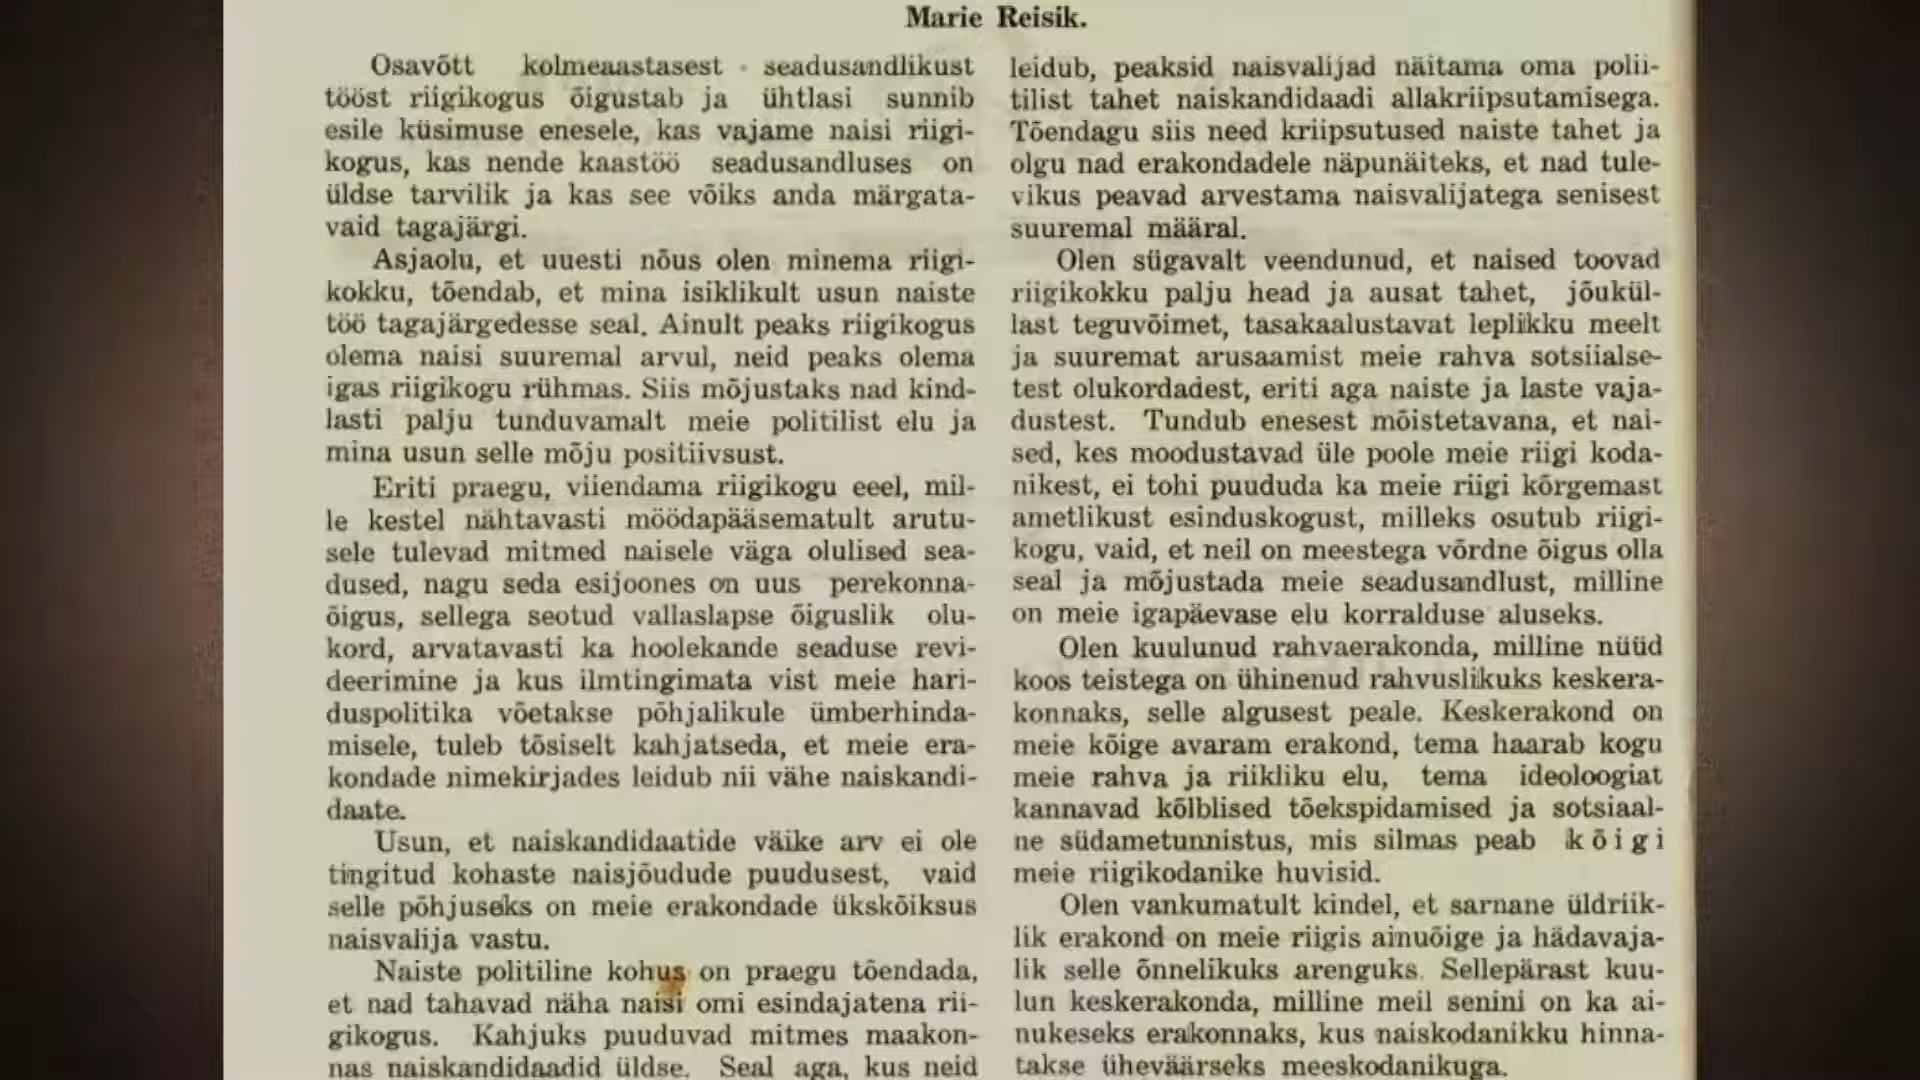 Marie Reisik.
Osavõtt kolmeaastasest seadusandlikust
tööst riigikogus õigustab ja ühtlasi sunnib
esile küsimuse enesele, kas vajame naisi riigi-
kogus, kas nende kaastöö seadusandluses on
üldse tarvilik ja kas see võiks anda märgata-
vaid tagajärgi.
Asjaolu, et uuesti nõus olen minema riigi-
kokku, tõendab, et mina isiklikult usun naiste
töö tagajärgedesse seal. Ainult peaks riigikogus
olema naisi suuremal arvul, neid peaks olema
igas riigikogu rühmas. Siis mõjustaks nad kind-
lasti palju tunduvamalt meie politilist elu ja
mina usun selle mõju positiivsust.
Eriti praegu, viiendama riigikogu eeel, mil-
le kestel nähtavasti möödapääsematult arutu-
sele tulevad mitmed naisele väga olulised sea-
dused, nagu seda esijoones on uus perekonna-
õigus, sellega seotud vallaslapse õiguslik olu-
kord, arvatavasti ka hoolekande seaduse revi-
deerimine ja kus ilmtingimata vist meie hari-
duspolitika võetakse põhjalikule ümberhinda-
misele, tuleb tõsiselt kahjatseda, et meie era-
kondade nimekirjades leidub nii vähe naiskandi-
daate.
Usun, et naiskandidaatide väike arv ei ole
tingitud kohaste naisjõudude puudusest, vaid
selle põhjuseks on meie erakondade ükskõiksus
naisvalija vastu.
Naiste politiline kohus on praegu tõendada,
et nad tahavad näha naisi omi esindajatena rii-
gikogus. Kahjuks puuduvad mitmes maakon-
nas naiskandidaadid üldse. Seal aga, kus neid
leidub, peaksid naisvalijad näitama oma polii-
tilist tahet naiskandidaadi allakriipsutamisega.
Tõendagu siis need kriipsutused naiste tahet ja
olgu nad erakondadele näpunäiteks, et nad tule-
vikus peavad arvestama naisvalijatega senisest
suuremal määral.
Olen sügavalt veendunud, et naised toovad
riigikokku palju head ja ausat tahet, jõukül-
last teguvõimet, tasakaalustavat leplikku meelt
ja suuremat arusaamist meie rahva sotsiialse-
test olukordadest, eriti aga naiste ja laste vaja-
dustest. Tundub enesest mõistetavana, et nai-
sed, kes moodustavad üle poole meie riigi koda-
nikest, ei tohi puududa ka meie riigi kõrgemast
ametlikust esinduskogust, milleks osutub riigi-
kogu, vaid, et neil on meestega võrdne õigus olla
seal ja mõjustada meie seadusandlust, milline
on meie igapäevase elu korralduse aluseks.
Olen kuulunud rahvaerakonda, milline nüüd
koos teistega on ühinenud rahvuslikuks keskera-
konnaks, selle algusest peale. Keskerakond on
meie kõige avaram erakond, tema haarab kogu
meie rahva ja riikliku elu, tema ideoloogiat
kannavad kõlblised tõekspidamised ja sotsiaal-
ne südametunnistus, mis silmas peab kõigi
meie riigikodanike huvisid.
Olen vankumatult kindel, et sarnane üldriik-
lik erakond on meie riigis ainuõige ja hädavaja-
lik selle õnnelikuks arenguks. Sellepärast kuu-
lun keskerakonda, milline meil senini on ka ai-
nukeseks erakonnaks, kus naiskodanikku hinna-
takse üheväärseks meeskodanikuga.